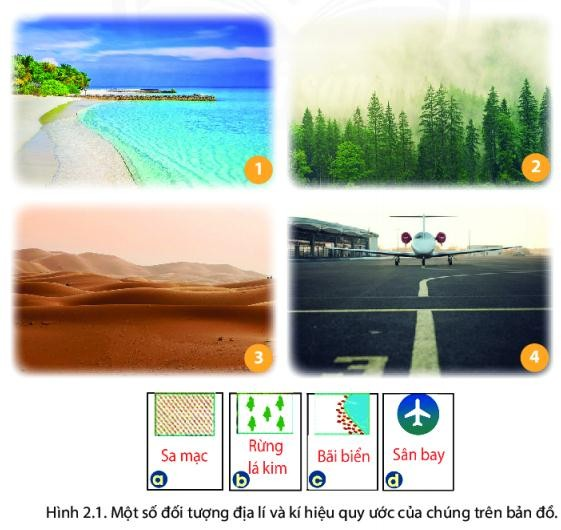 1
2
3
4
Sa mạc
Rừng
lá kim
Bãi biển
Sân bay
a
b
c
d
Hình 2.1. Một số đối tượng địa lí và kí hiệu quy ước của chúng trên bản đồ.